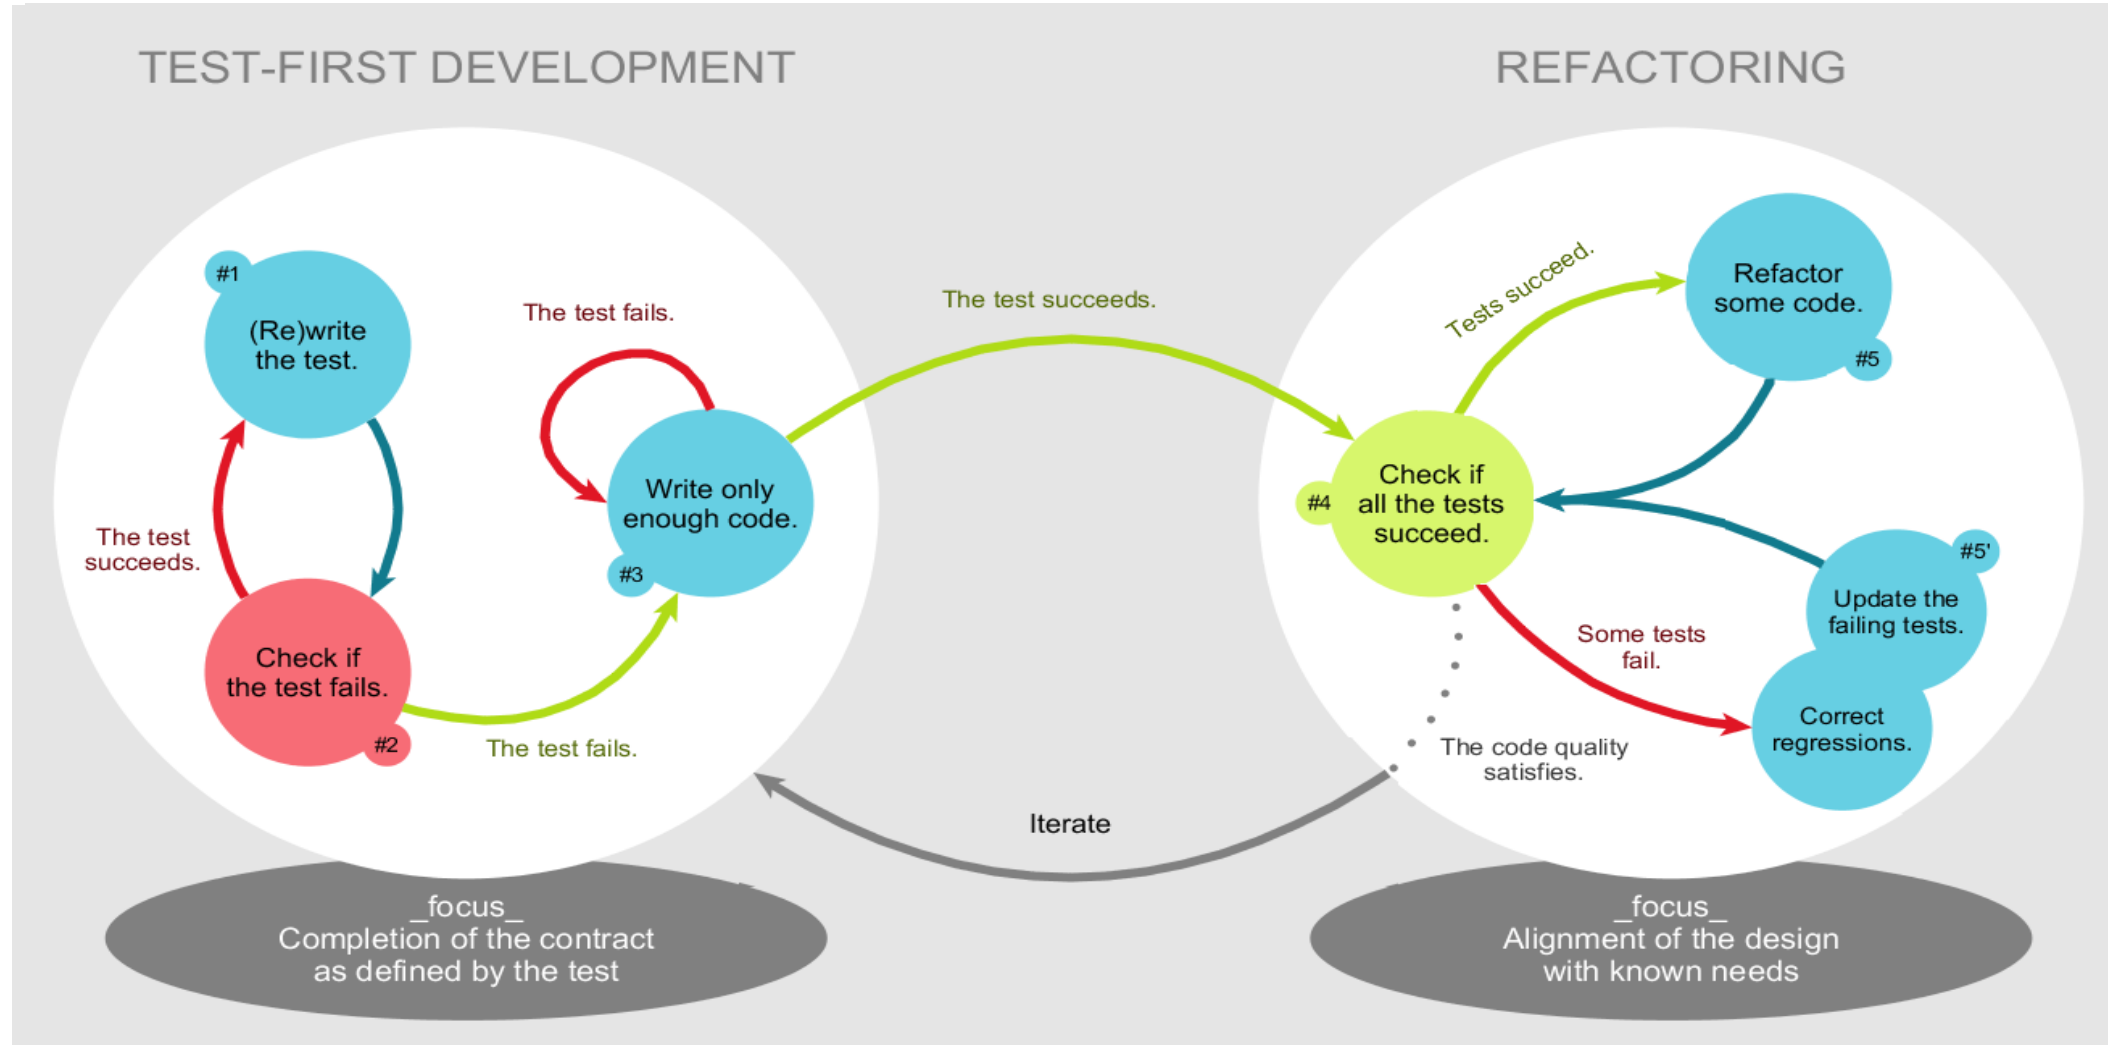 TEST-FIRST DEVELOPMENT
#1
(Re)write
the test.
The test
succeeds.
Check if
the test fails.
#2
The test fails.
The test fails.
Write only
enough code.
#3
The test succeeds.
Iterate
_focus_
Completion of the contract
as defined by the test
REFACTORING
Tests succeed.
Refactor
some code.
#5
Check if
all the tests
succeed.
#4
#5'
Update the
failing tests.
Some tests
fail.
Correct
regressions.
The code quality
satisfies.
_focus_
Alignment of the design
with known needs